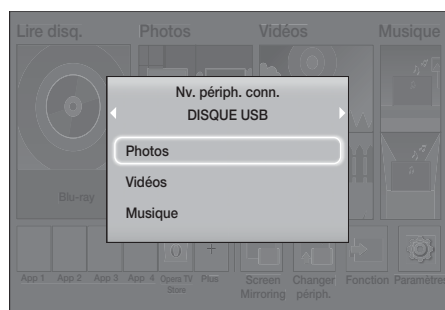 Lire disq. Photos Vidéos Musique
Nv. périph. conn.
DISQUE USB
Photos
Vidéos
Musique
Blu-ray
App 1 App 2 App 3 App 4 Opera TV Store Plus Screen Mirroring Changer périph. Fonction Paramètres